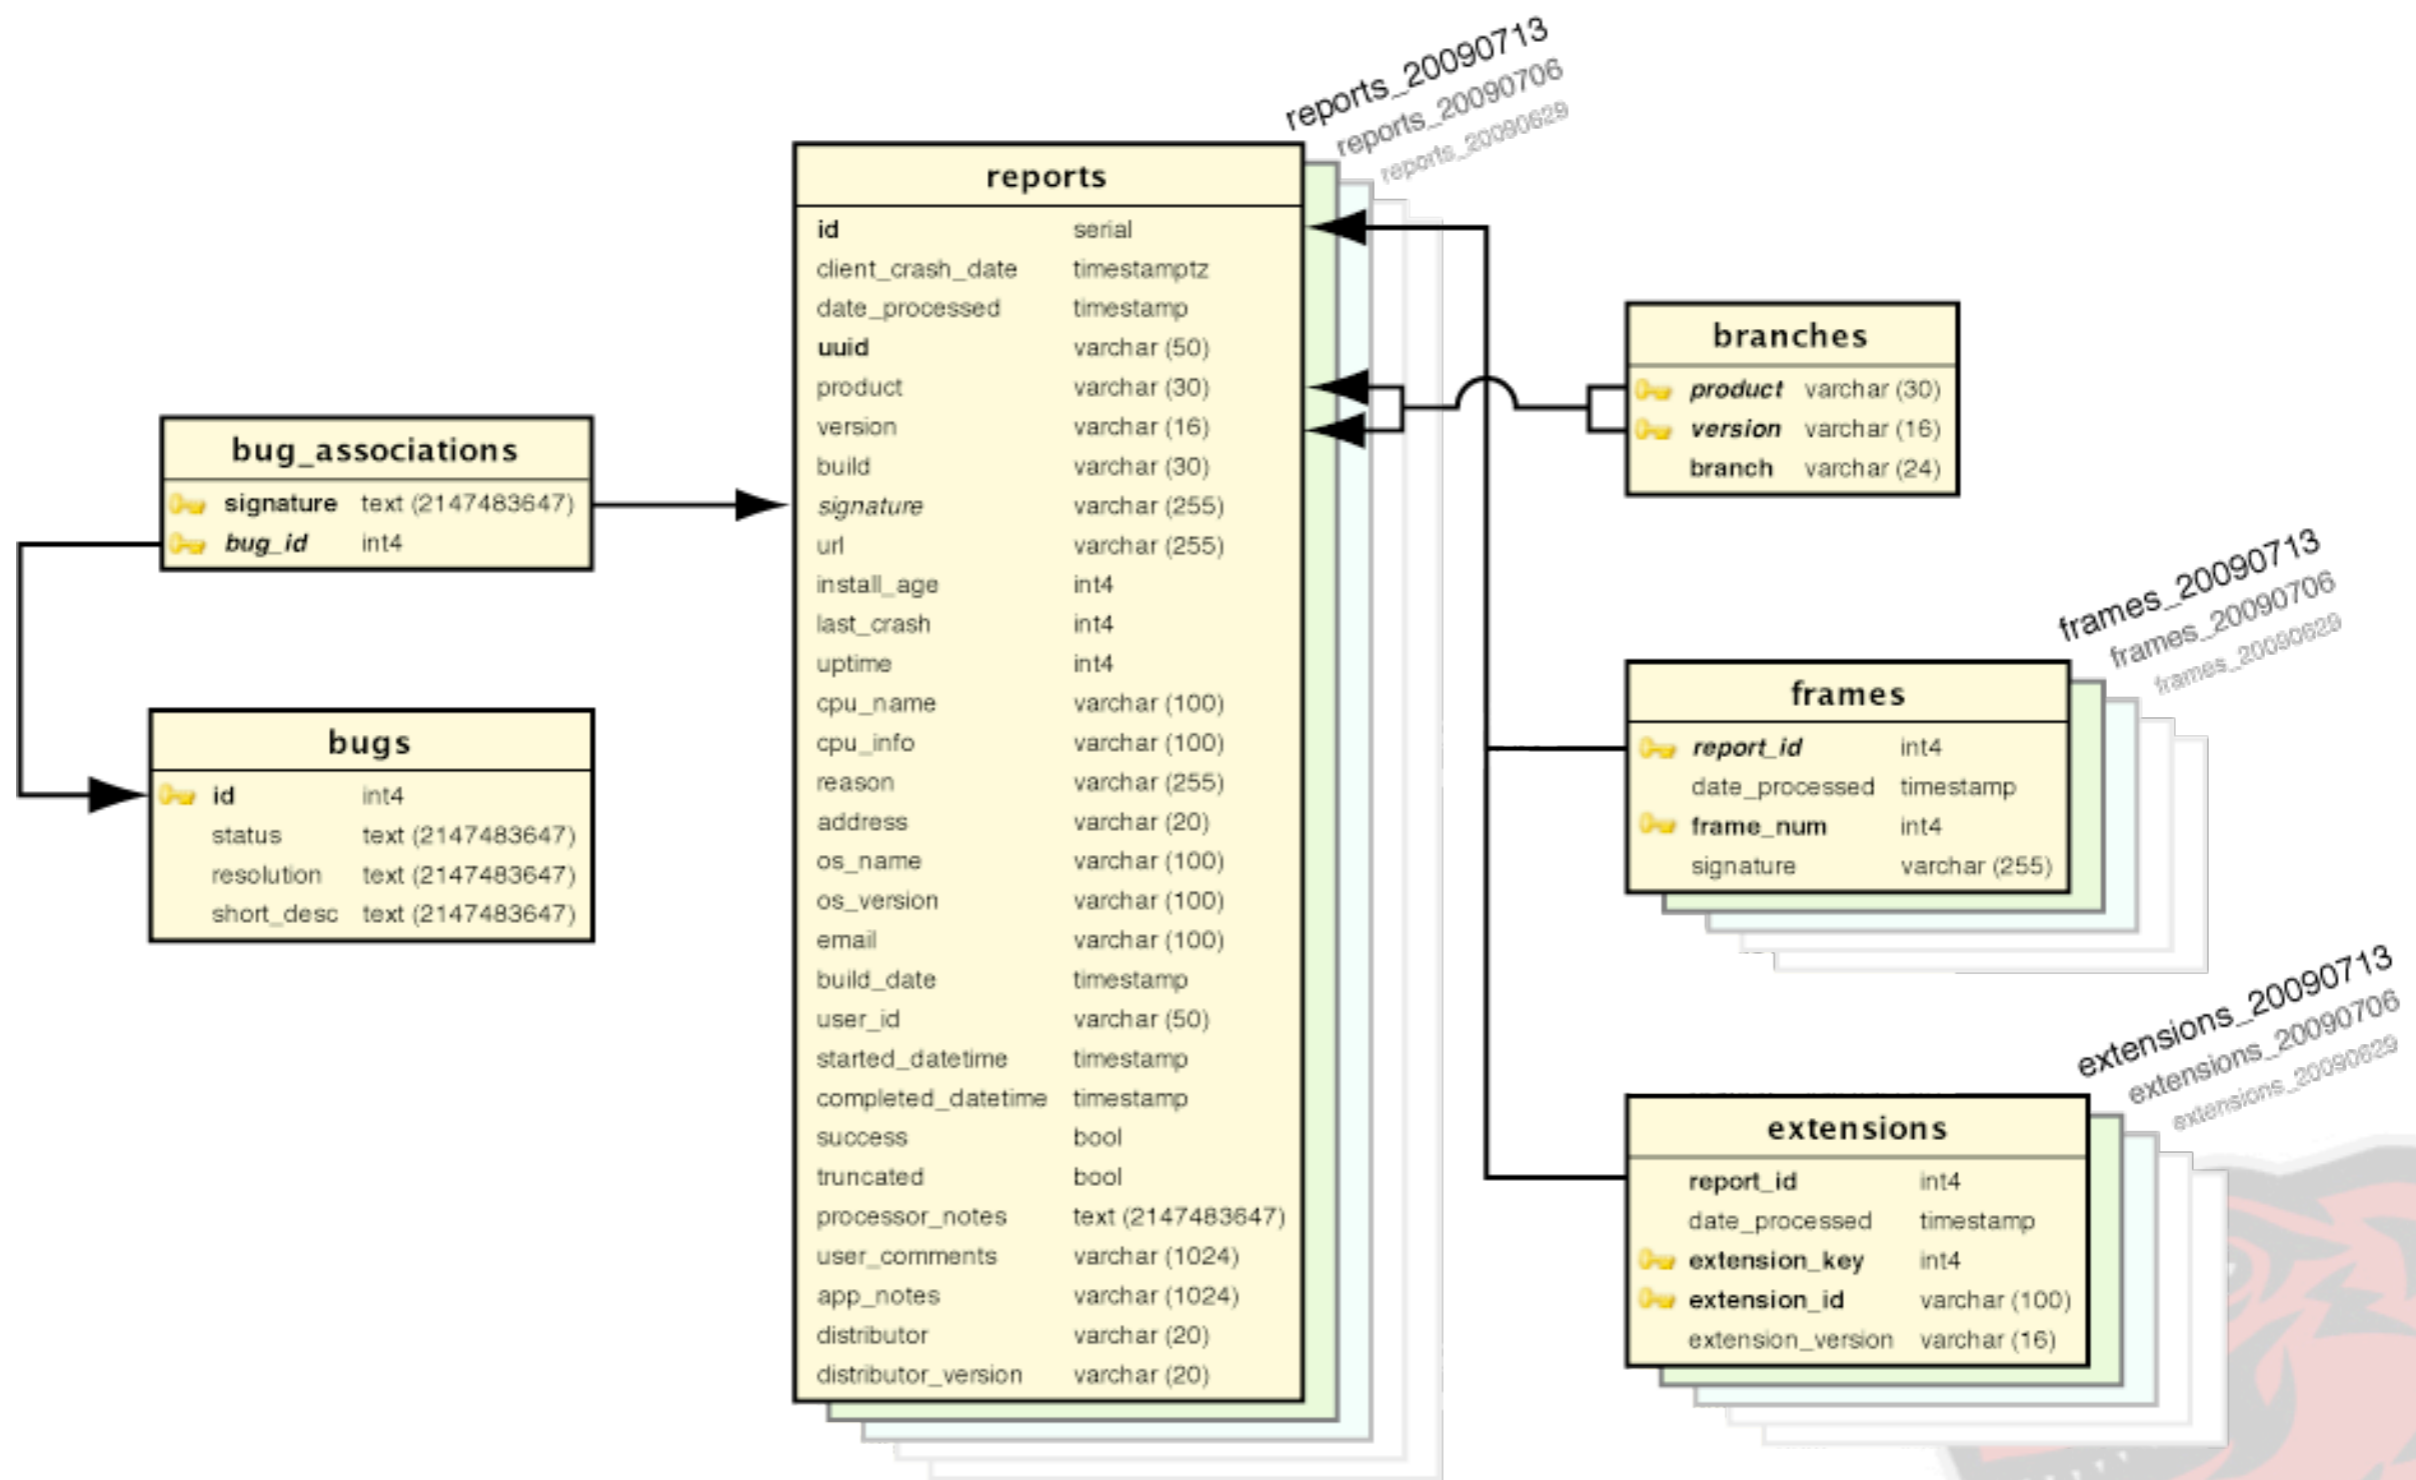 reports_20090713
reports_20090706
reports_20090629
reports
id serial
client_crash_date timestamptz
date_processed timestamp
uuid varchar (50)
product varchar (30)
version varchar (16)
build varchar (30)
signature varchar (255)
url varchar (255)
install_age int4
last_crash int4
uptime int4
cpu_name varchar (100)
cpu_info varchar (100)
reason varchar (255)
address varchar (20)
os_name varchar (100)
os_version varchar (100)
email varchar (100)
build_date timestamp
user_id varchar (50)
started_datetime timestamp
completed_datetime timestamp
success bool
truncated bool
processor_notes text (2147483647)
user_comments varchar (1024)
app_notes varchar (1024)
distributor varchar (20)
distributor_version varchar (20)
bug_associations
signature text (2147483647)
bug_id int4
bugs
id int4
status text (2147483647)
resolution text (2147483647)
short_desc text (2147483647)
branches
product varchar (30)
version varchar (16)
branch varchar (24)
frames_20090713
frames_20090706
frames_20090629
frames
report_id int4
date_processed timestamp
frame_num int4
signature varchar (255)
extensions_20090713
extensions_20090706
extensions_20090629
extensions
report_id int4
date_processed timestamp
extension_key int4
extension_id varchar (100)
extension_version varchar (16)